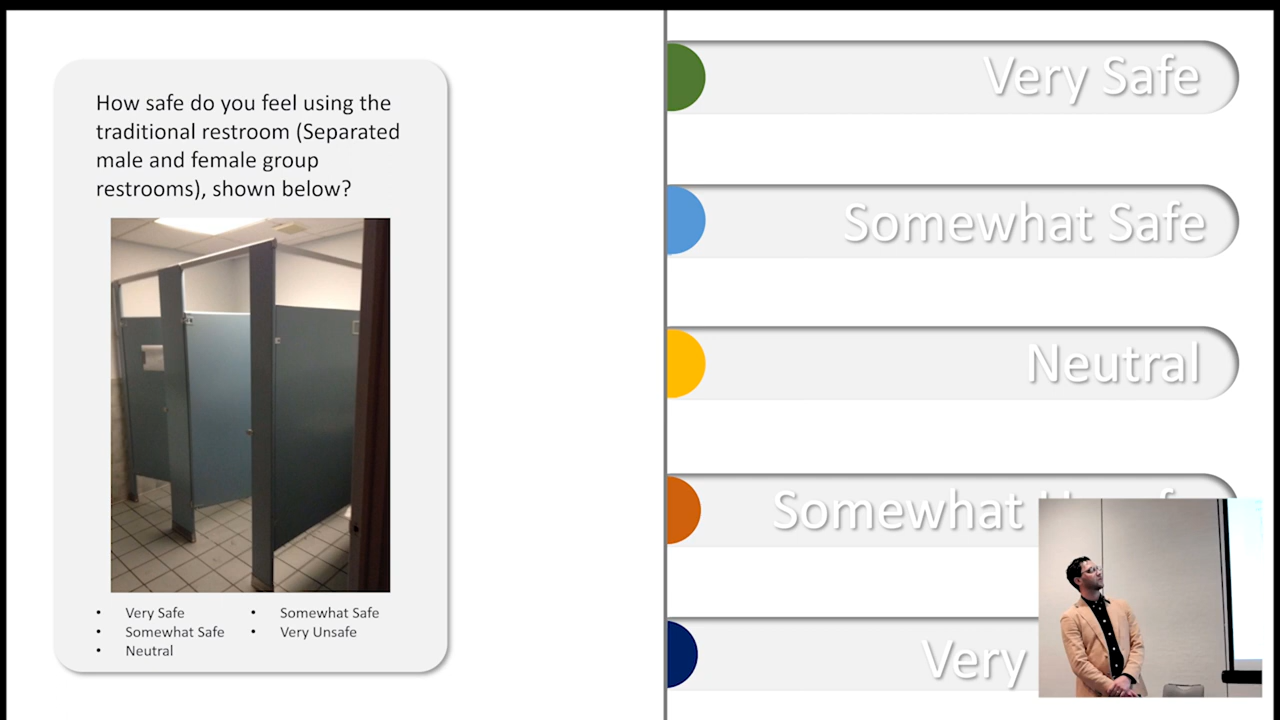 How safe do you feel using the
traditional restroom (Separated
male and female group
restrooms), shown below?
• Very Safe
• Somewhat Safe
• Neutral
• Somewhat Safe
• Very Unsafe
Very Safe
Somewhat Safe
Neutral
Somewhat
Very